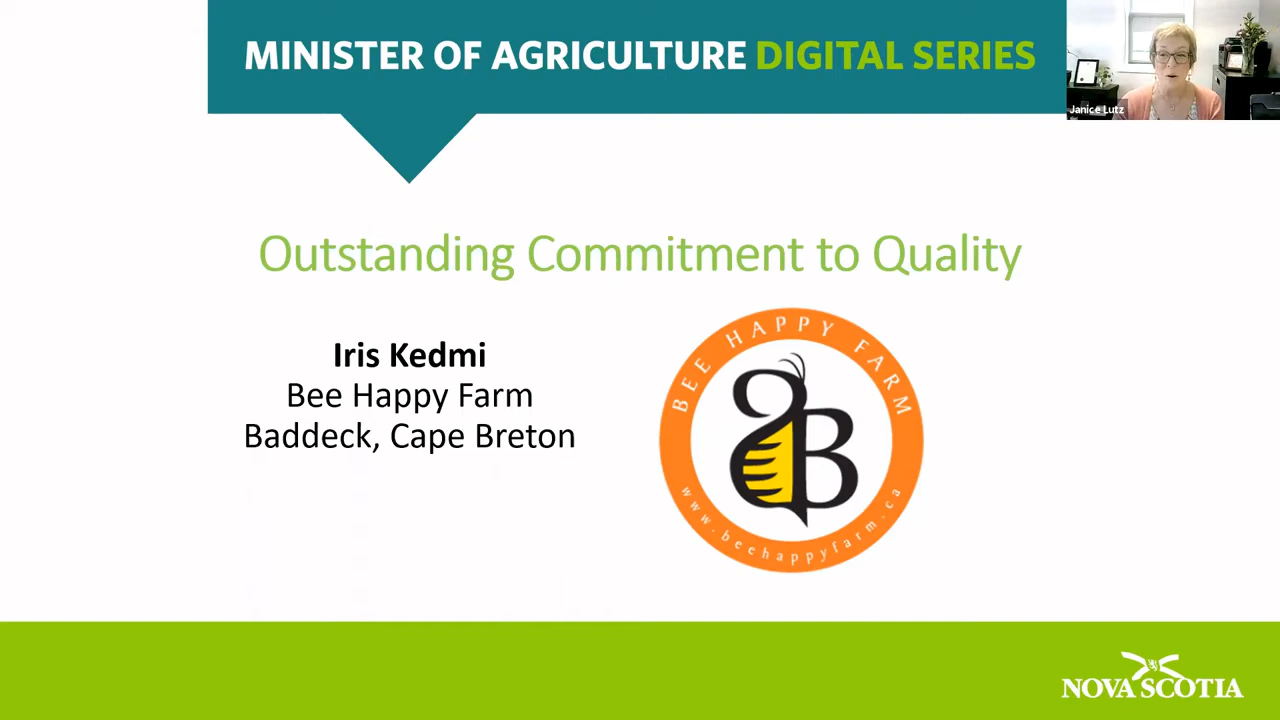 MINISTER OF AGRICULTURE DIGITAL SERIES
Janice Lutz
Outstanding Commitment to Quality
Iris Kedmi
Bee Happy Farm
Baddeck, Cape Breton
BEE HAPPY FARM
B
www.beehappyfarm.ca
NOVA SCOTIA